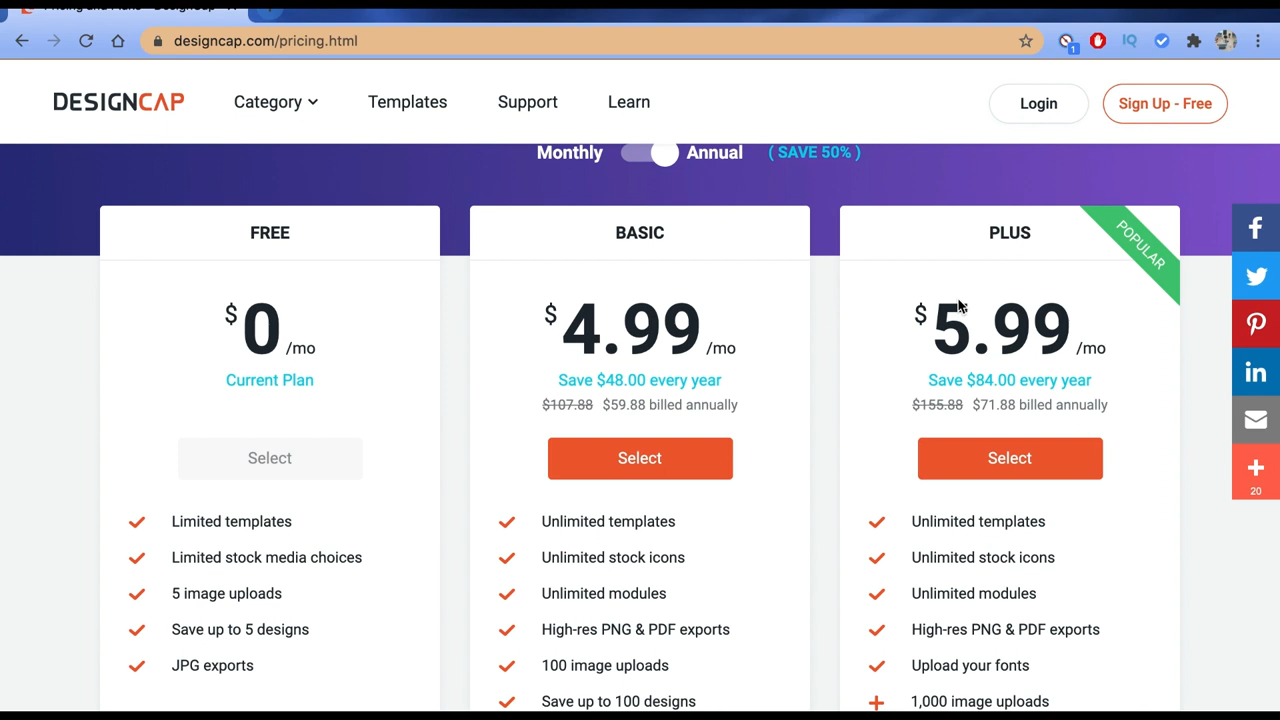 designcap.com/pricing.html
1
IQ
DESIGNCAP
Category
Templates
Support
Learn
Login
Sign Up - Free
Monthly
Annual
( SAVE 50% )
FREE
$0/mo
Current Plan
Select
Limited templates
Limited stock media choices
5 image uploads
Save up to 5 designs
JPG exports
BASIC
$4.99/mo
Save $48.00 every year
$107.88 $59.88 billed annually
Select
Unlimited templates
Unlimited stock icons
Unlimited modules
High-res PNG & PDF exports
100 image uploads
Save up to 100 designs
PLUS
POPULAR
$5.99/mo
Save $84.00 every year
$155.88 $71.88 billed annually
Select
Unlimited templates
Unlimited stock icons
Unlimited modules
High-res PNG & PDF exports
Upload your fonts
1,000 image uploads
20